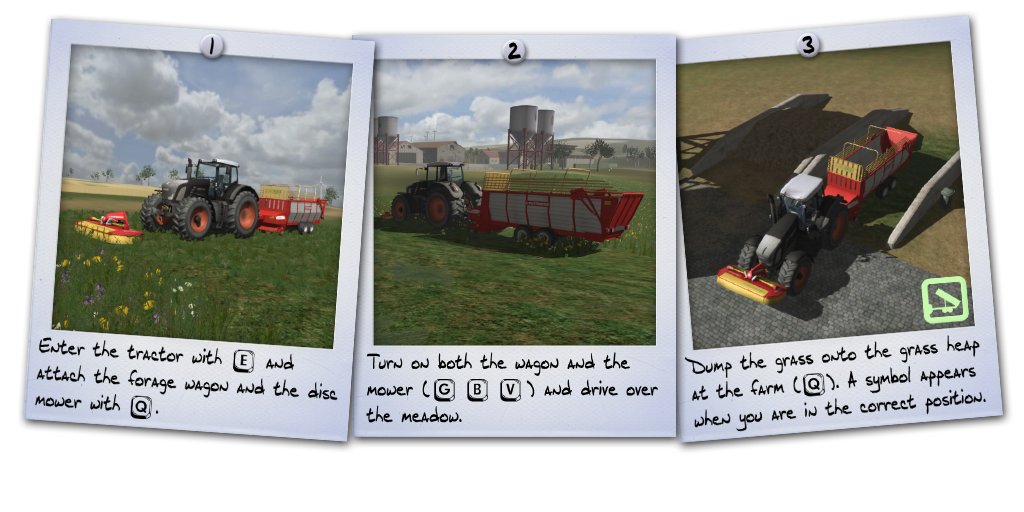 1
Enter the tractor with E and
attach the forage wagon and the disc
mower with Q.
2
Turn on both the wagon and the
mower (G B V) and drive over
the meadow.
3
Dump the grass onto the grass heap
at the farm (Q). A symbol appears
when you are in the correct position.